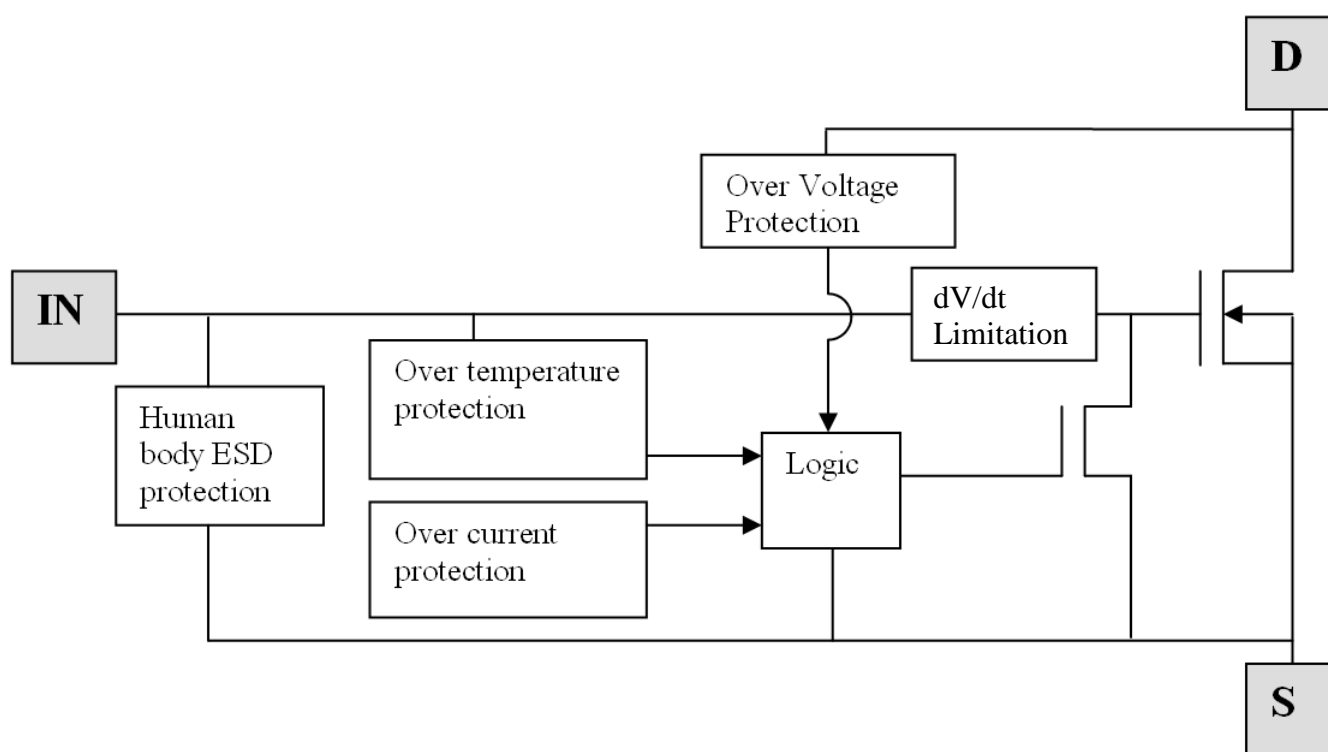 D
Over Voltage
Protection
IN
dV/dt
Limitation
Over temperature
protection
Human
body ESD
protection
Logic
Over current
protection
S